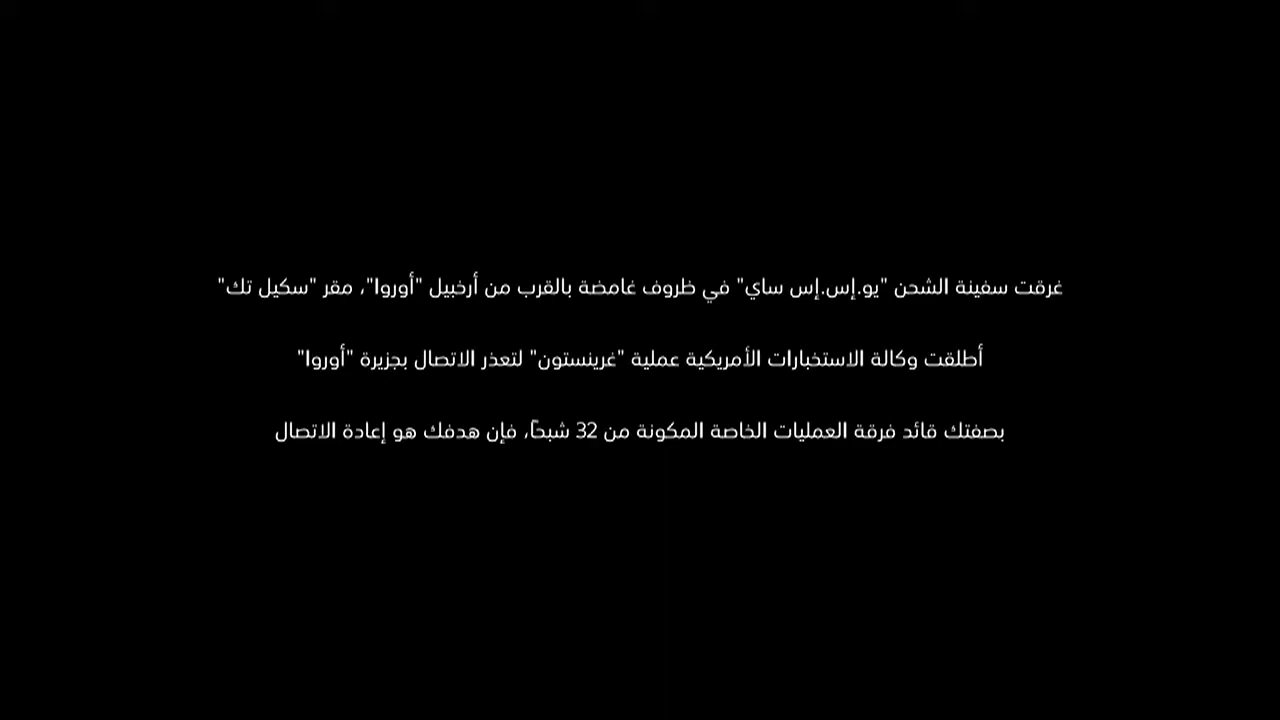 غرقت سفينة الشحن "يو.إس.إس ساي" في ظروف غامضة بالقرب من أرخبيل "أوروا"، مقر "سكيل تك"
أطلقت وكالة الاستخبارات الأمريكية عملية "غرينستون" لتعذر الاتصال بجزيرة "أوروا"
بصفتك قائد فرقة العمليات الخاصة المكونة من 32 شبحاً، فإن هدفك هو إعادة الاتصال